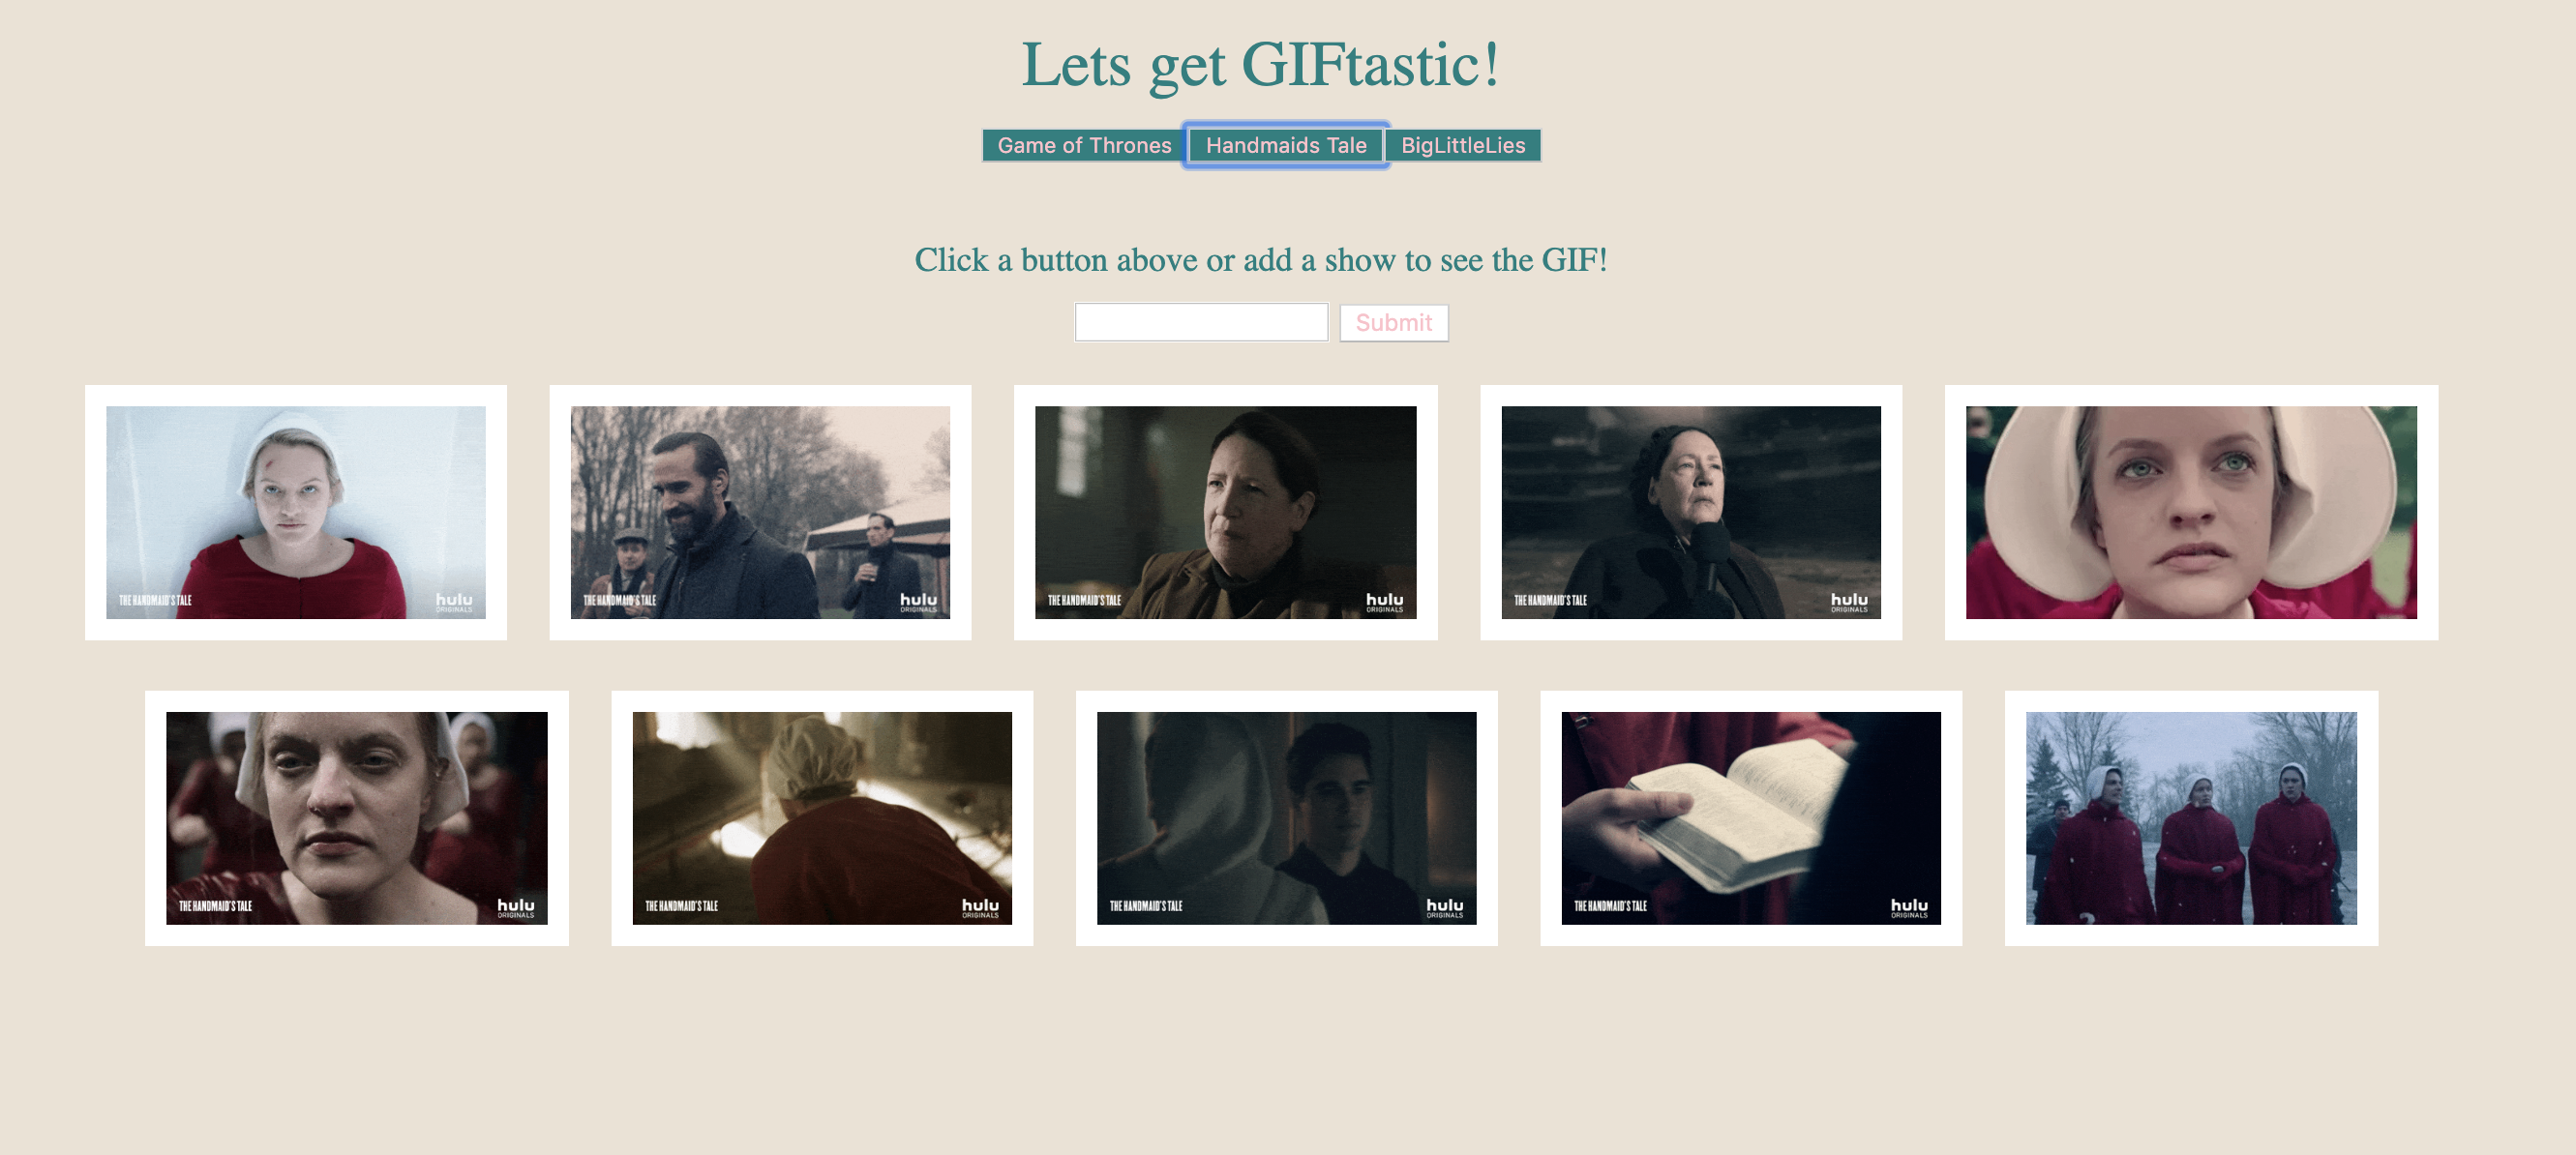 Lets get GIFtastic!
Game of Thrones Handmaids Tale BigLittleLies
Click a button above or add a show to see the GIF!
Submit
THE HANDMAID'S TALE hulu ORIGINALS
THE HANDMAID'S TALE hulu ORIGINALS
THE HANDMAID'S TALE hulu ORIGINALS
THE HANDMAID'S TALE hulu ORIGINALS
THE HANDMAID'S TALE hulu ORIGINALS
THE HANDMAID'S TALE hulu ORIGINALS
THE HANDMAID'S TALE hulu ORIGINALS
THE HANDMAID'S TALE hulu ORIGINALS